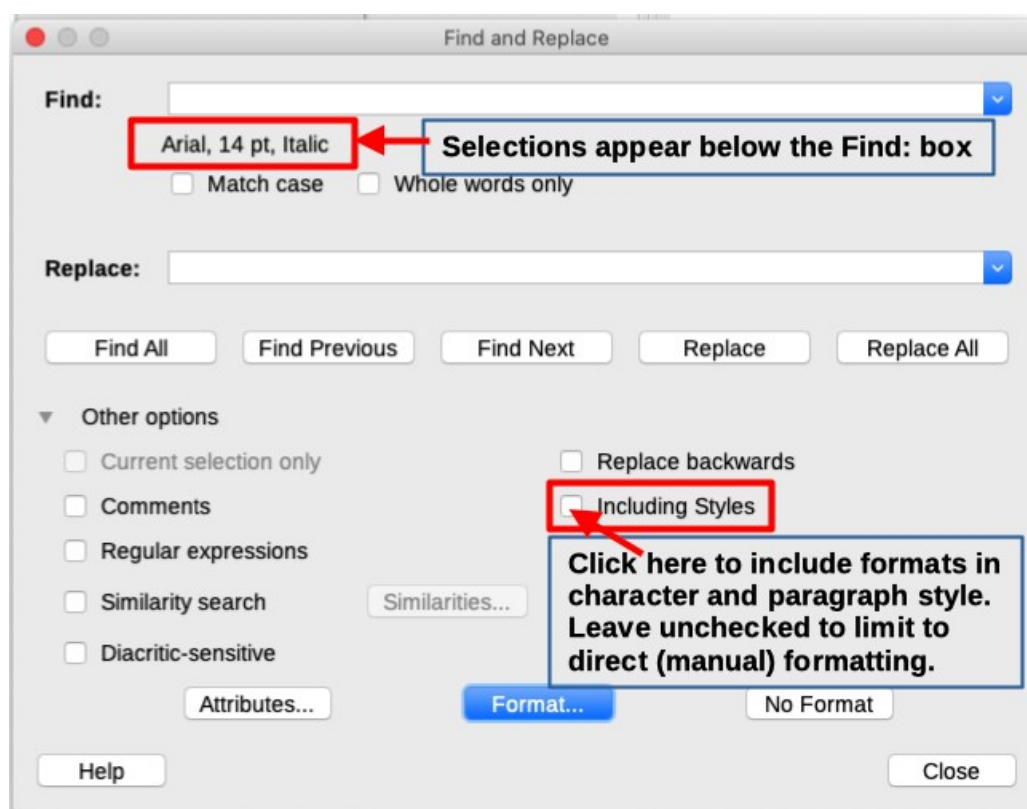 Find and Replace
Find:
Arial, 14 pt, Italic
Selections appear below the Find: box
Match case Whole words only
Replace:
Find All Find Previous Find Next Replace Replace All
Other options
Current selection only Replace backwards
Comments Including Styles
Regular expressions
Click here to include formats in
character and paragraph style.
Leave unchecked to limit to
direct (manual) formatting.
Similarity search Similarities...
Diacritic-sensitive
Attributes... Format... No Format
Help Close